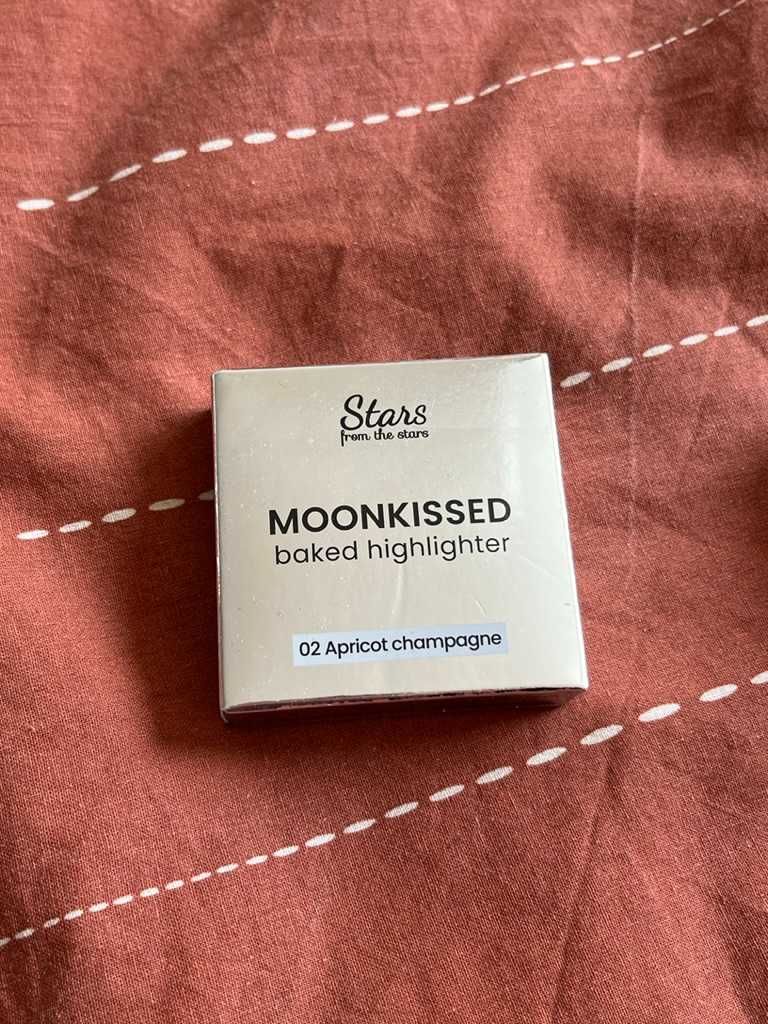 Stars
from the stars
MOONKISSED
baked highlighter
02 Apricot champagne